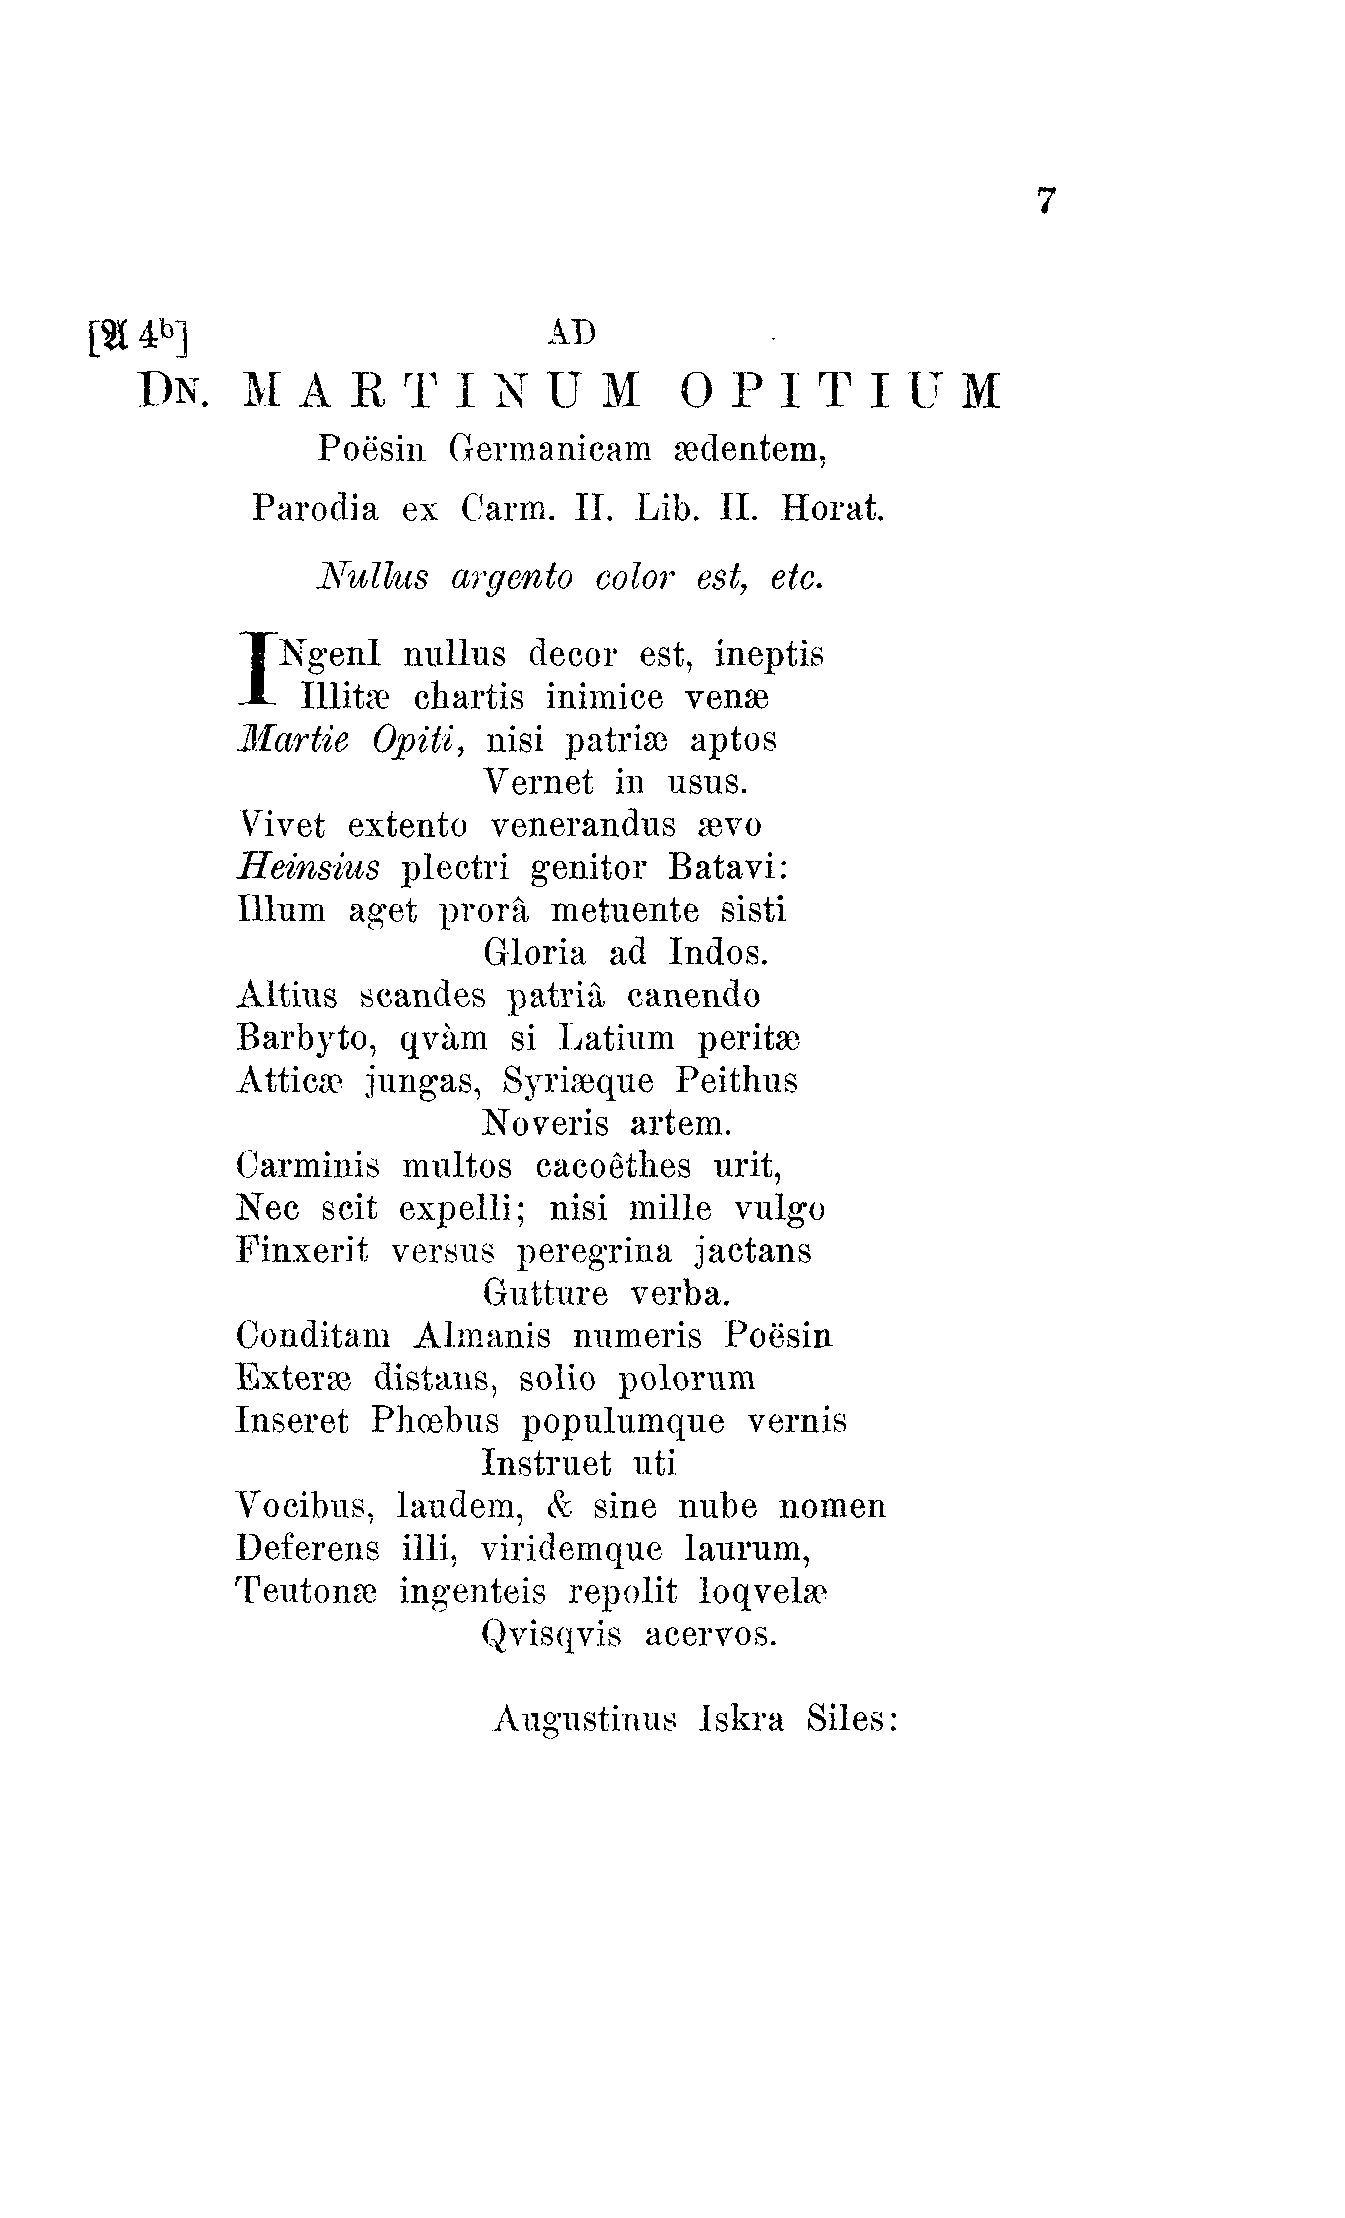 7
[𝔄 4b] AD
DN. MARTINUM OPITIUM
Poësin Germanicam ædentem,
Parodia ex Carm. II. Lib. II. Horat.
Nullus argento color est, etc.
INgenI nullus decor est, ineptis
Illitæ chartis inimice venæ
Martie Opiti, nisi patriæ aptos
Vernet in usus.
Vivet extento venerandus ævo
Heinsius plectri genitor Batavi:
Illum aget prorâ metuente sisti
Gloria ad Indos.
Altius scandes patriâ canendo
Barbyto, qvàm si Latium peritæ
Atticæ jungas, Syriæque Peithus
Noveris artem.
Carminis multos cacoêthes urit,
Nec scit expelli; nisi mille vulgo
Finxerit versus peregrina jactans
Gutture verba.
Conditam Almanis numeris Poësin
Exteræ distans, solio polorum
Inseret Phœbus populumque vernis
Instruet uti
Vocibus, laudem, & sine nube nomen
Deferens illi, viridemque laurum,
Teutonæ ingenteis repolit loqvelæ
Qvisqvis acervos.
Augustinus Iskra Siles: